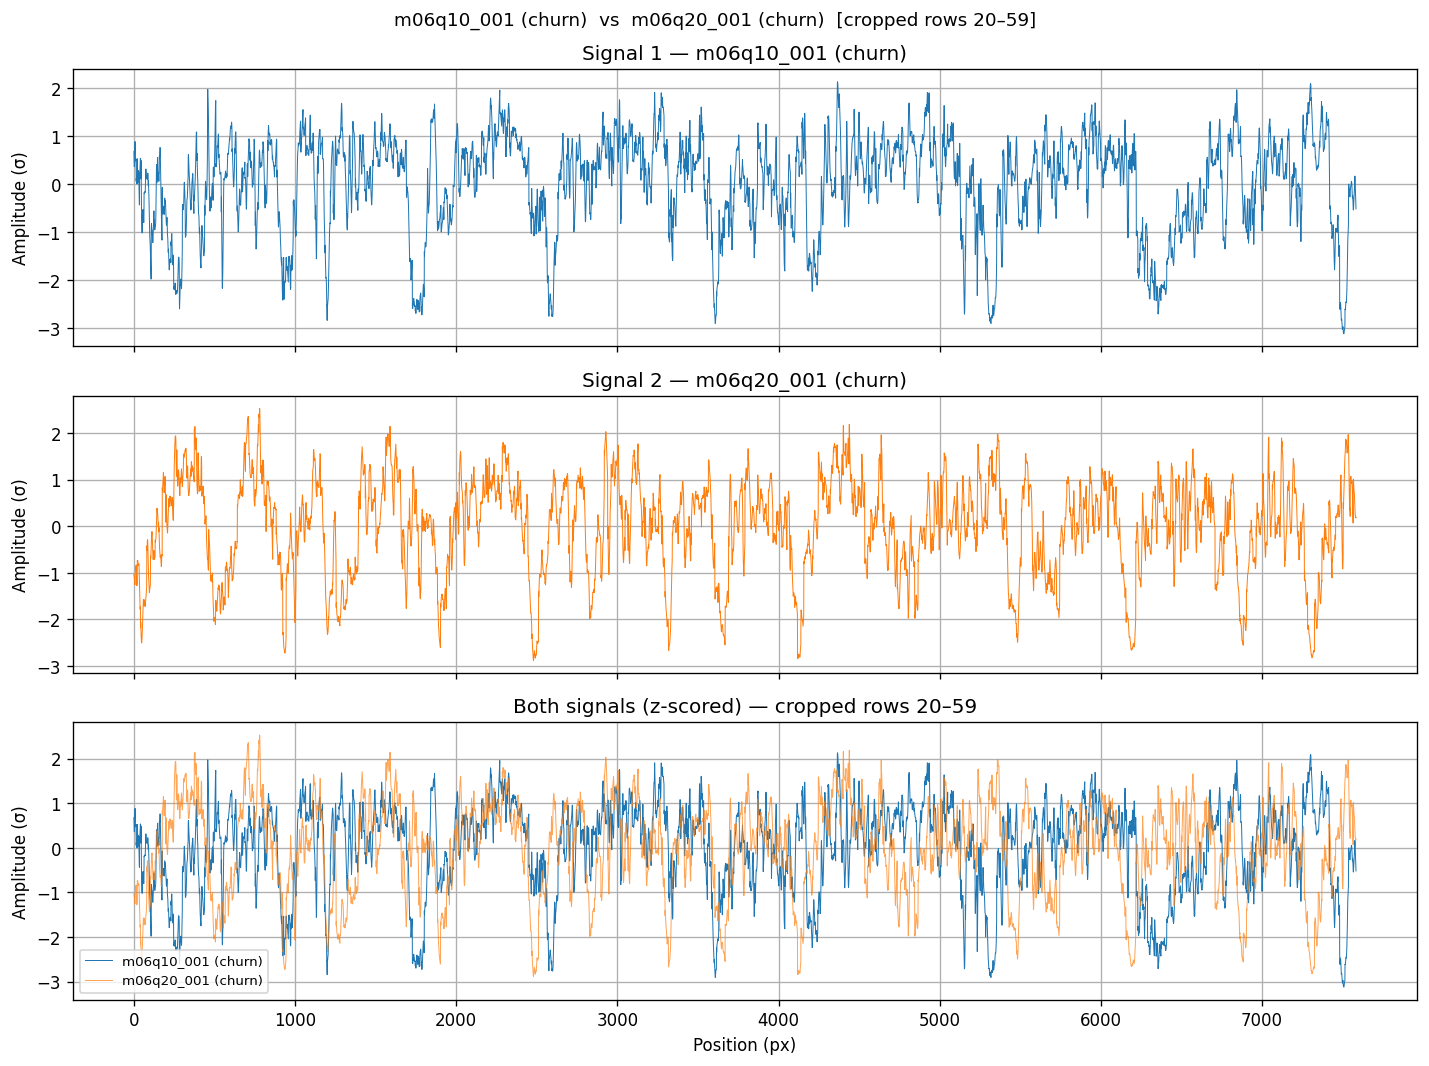 m06q10_001 (churn)  vs  m06q20_001 (churn)  [cropped rows 20–59]
Signal 1 — m06q10_001 (churn)
2
1
0
−1
−2
−3
Amplitude (σ)
Signal 2 — m06q20_001 (churn)
2
1
0
−1
−2
−3
Amplitude (σ)
Both signals (z-scored) — cropped rows 20–59
2
1
0
−1
−2
−3
Amplitude (σ)
m06q10_001 (churn)
m06q20_001 (churn)
0 1000 2000 3000 4000 5000 6000 7000
Position (px)